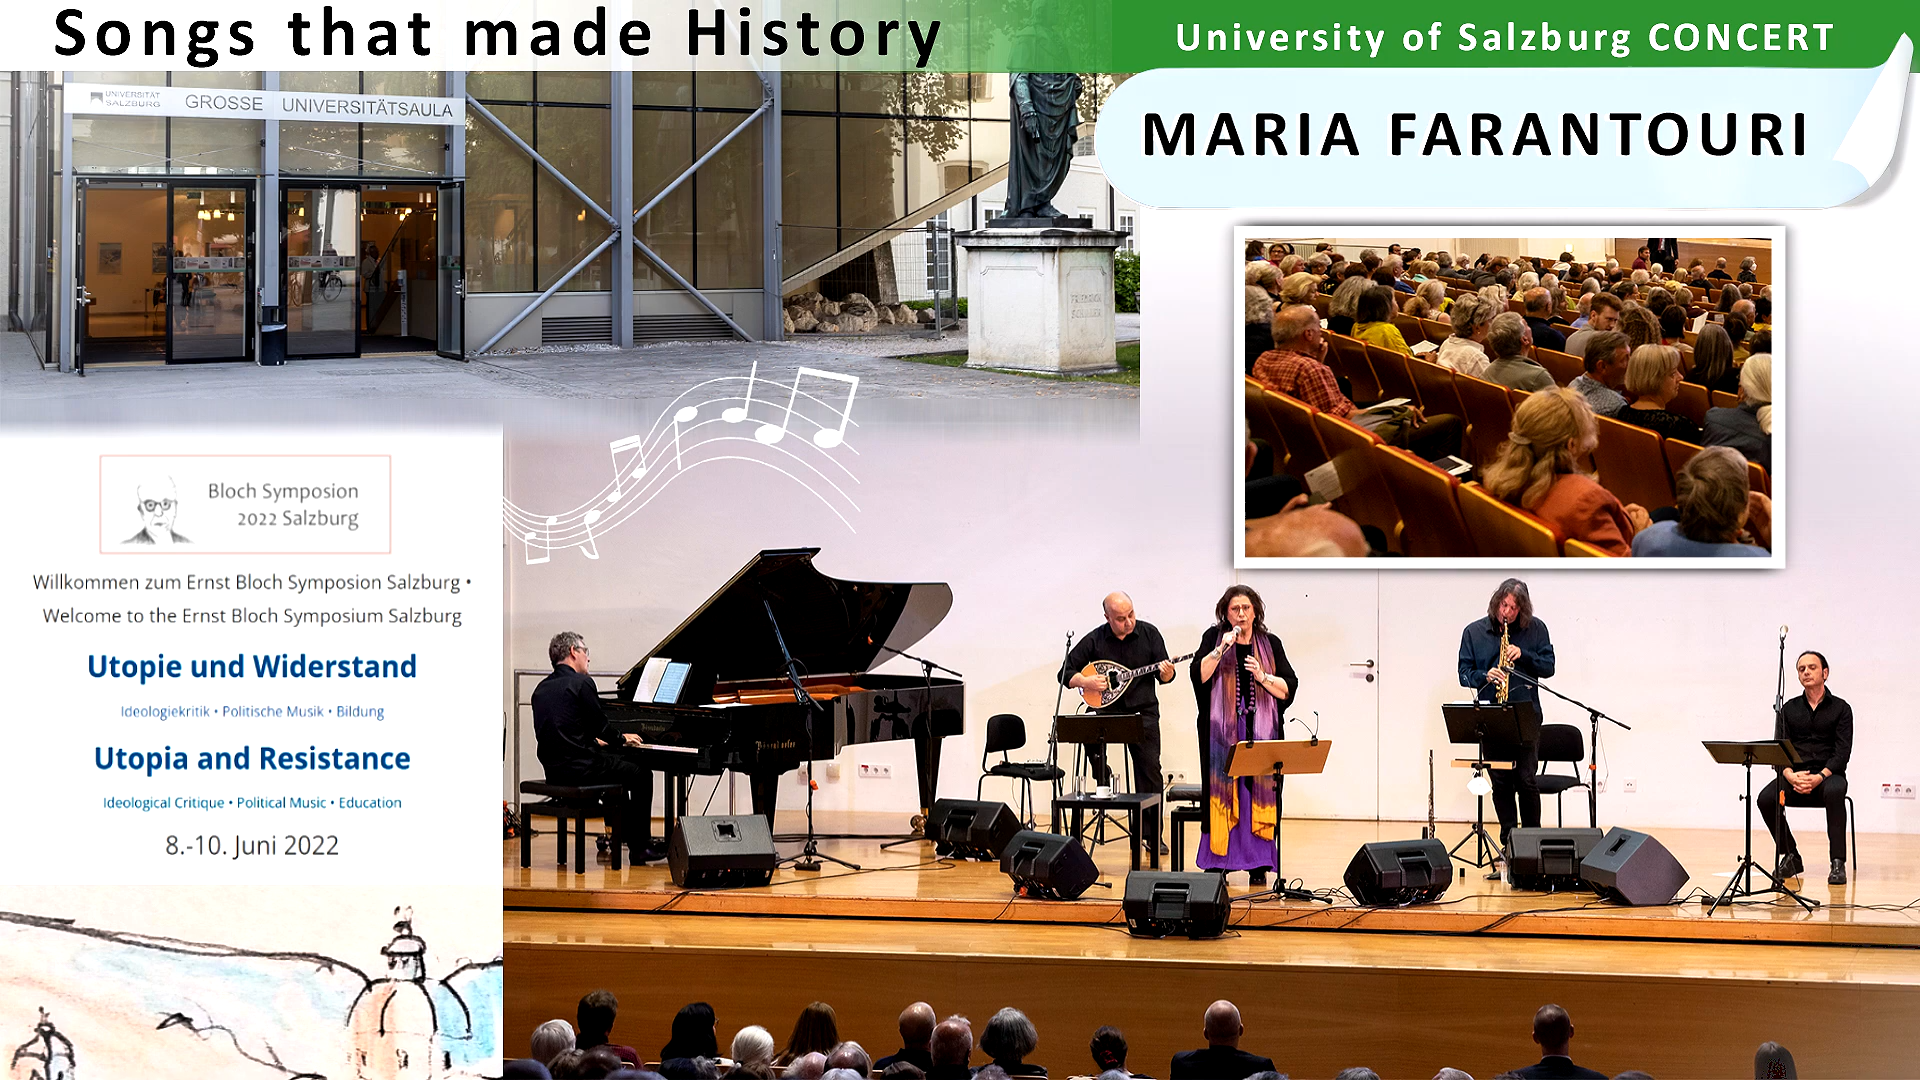 Songs that made History
University of Salzburg CONCERT
MARIA FARANTOURI
UNIVERSITÄT
SALZBURG
GROSSE UNIVERSITÄTSAULA
Bloch Symposion
2022 Salzburg
Willkommen zum Ernst Bloch Symposion Salzburg •
Welcome to the Ernst Bloch Symposium Salzburg
Utopie und Widerstand
Ideologiekritik • Politische Musik • Bildung
Utopia and Resistance
Ideological Critique • Political Music • Education
8.-10. Juni 2022